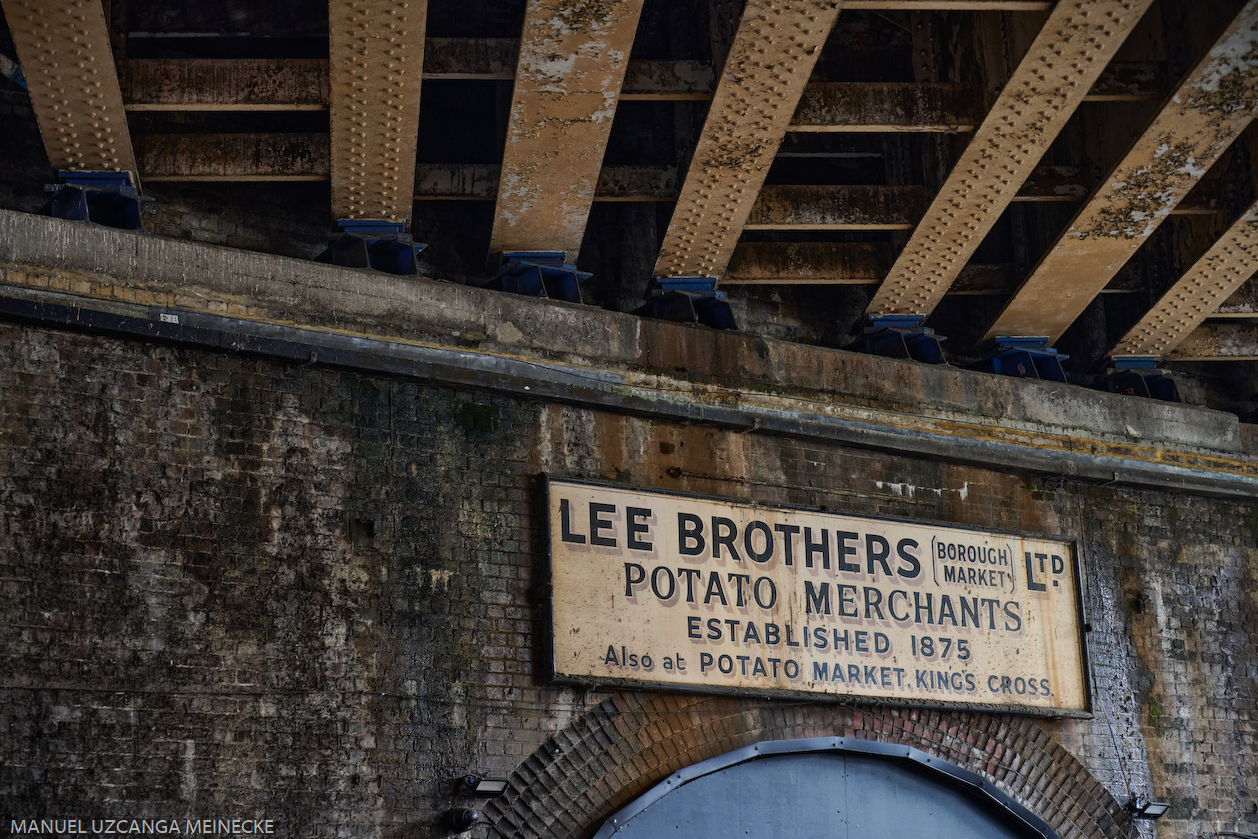 LEE BROTHERS (BOROUGH MARKET) LTD.
POTATO MERCHANTS
ESTABLISHED 1875
Also at POTATO MARKET, KING'S CROSS.
MANUEL UZCANGA MEINECKE